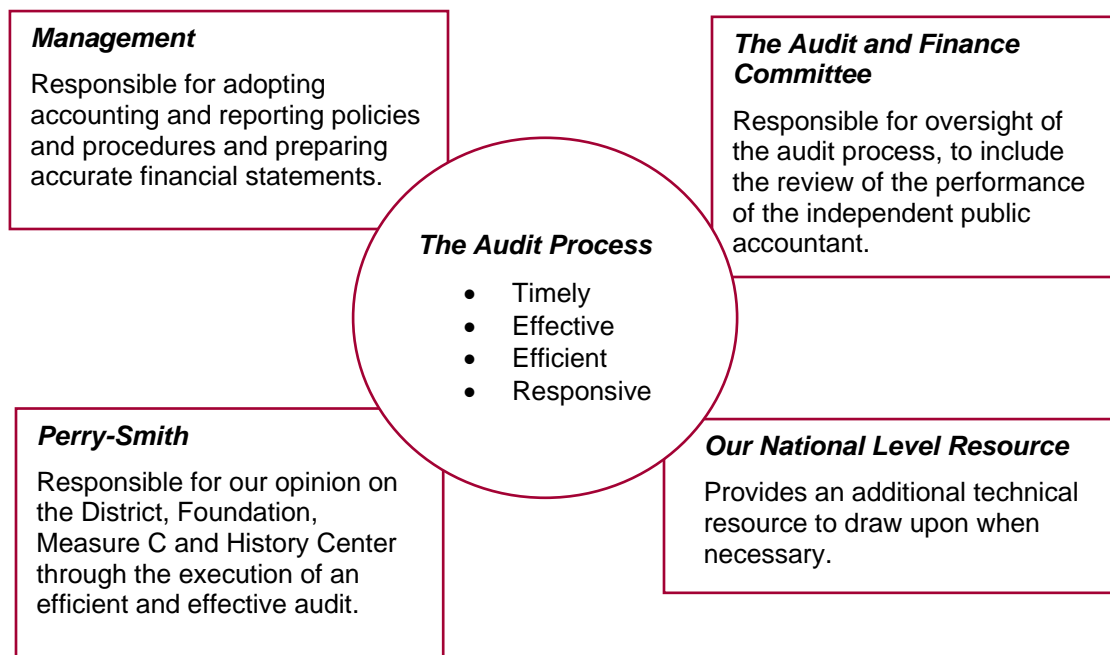 Management
Responsible for adopting
accounting and reporting policies
and procedures and preparing
accurate financial statements.
The Audit and Finance
Committee
Responsible for oversight of
the audit process, to include
the review of the performance
of the independent public
accountant.
The Audit Process
• Timely
• Effective
• Efficient
• Responsive
Perry-Smith
Responsible for our opinion on
the District, Foundation,
Measure C and History Center
through the execution of an
efficient and effective audit.
Our National Level Resource
Provides an additional technical
resource to draw upon when
necessary.